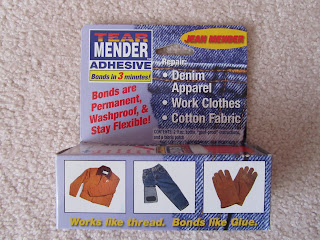 TEAR
MENDER
ADHESIVE
Bonds in 3 minutes!
Bonds are
Permanent,
Washproof, &
Stay Flexible!
JEAN MENDER
Repair:
• Denim
Apparel
• Work Clothes
• Cotton Fabric
Works like thread. Bonds like Glue.